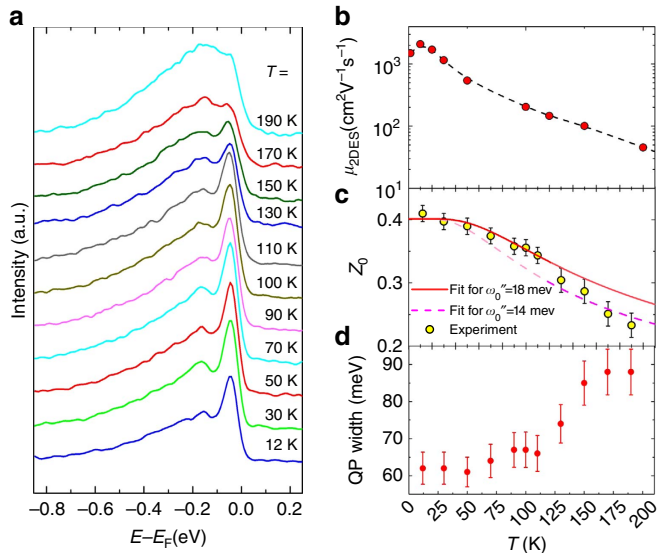 a
T =
190 K
170 K
150 K
130 K
110 K
100 K
90 K
70 K
50 K
30 K
12 K
Intensity (a.u.)
−0.8 −0.6 −0.4 −0.2 0.0 0.2
E−E_F(eV)
b
10³
10²
10¹
μ_2DES(cm²V⁻¹s⁻¹)
c
0.4
0.3
0.2
Z₀
Fit for ω₀″=18 mev
Fit for ω₀″=14 mev
Experiment
d
90
80
70
60
QP width (meV)
0 25 50 75 100 125 150 175 200
T (K)